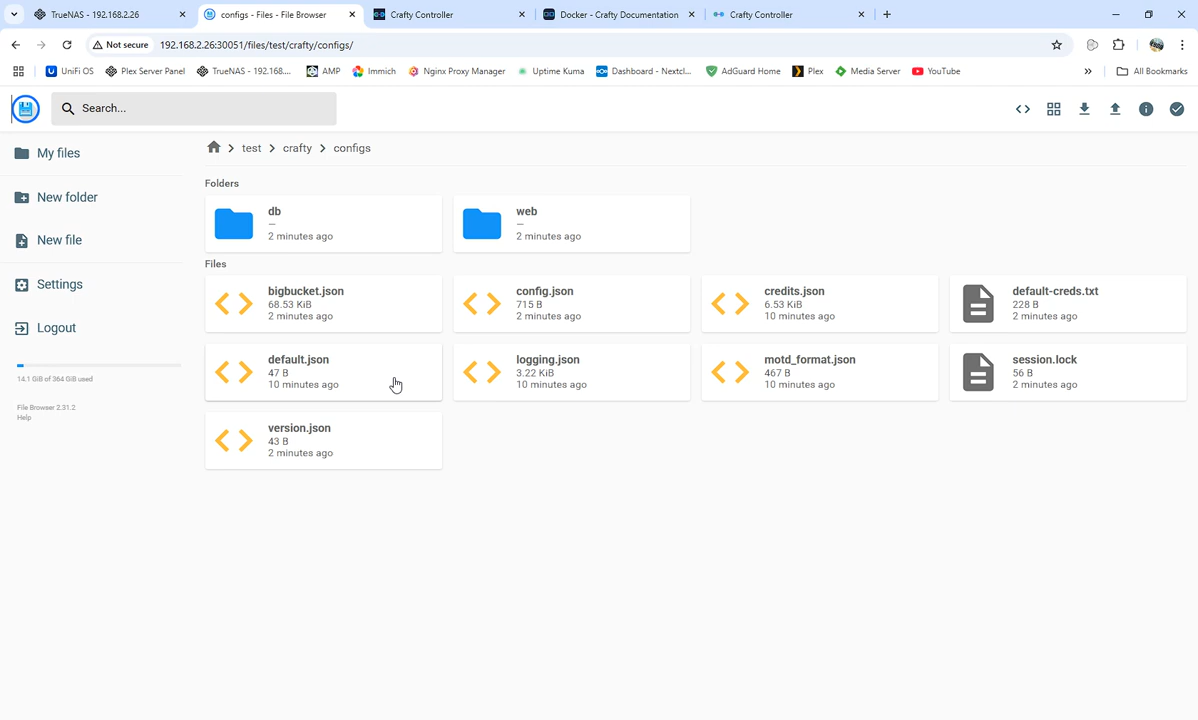 TrueNAS - 192.168.2.26
configs - Files - File Browser
Crafty Controller
Docker - Crafty Documentation
Crafty Controller
Not secure
192.168.2.26:30051/files/test/crafty/configs/
UniFi OS
Plex Server Panel
TrueNAS - 192.168....
AMP
Immich
Nginx Proxy Manager
Uptime Kuma
Dashboard - Nextcl...
AdGuard Home
Plex
Media Server
YouTube
All Bookmarks
Search...
My files
New folder
New file
Settings
Logout
14.1 GiB of 364 GiB used
File Browser 2.31.2
Help
test
crafty
configs
Folders
db
—
2 minutes ago
web
—
2 minutes ago
Files
bigbucket.json
68.53 KiB
2 minutes ago
config.json
715 B
2 minutes ago
credits.json
6.53 KiB
10 minutes ago
default-creds.txt
228 B
2 minutes ago
default.json
47 B
10 minutes ago
logging.json
3.22 KiB
10 minutes ago
motd_format.json
467 B
10 minutes ago
session.lock
56 B
2 minutes ago
version.json
43 B
2 minutes ago